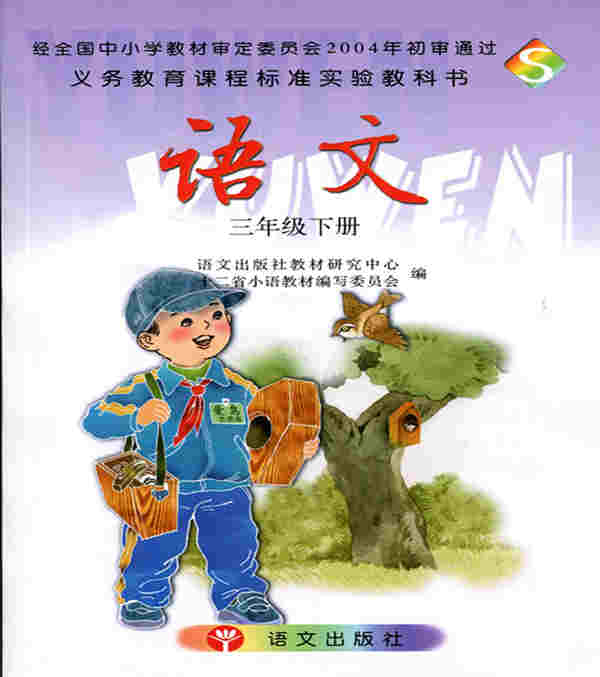 经全国中小学教材审定委员会2004年初审通过
义务教育课程标准实验教科书
S
YUWEN
语文
三年级下册
语文出版社教材研究中心
十二省小语教材编写委员会 编
语文出版社